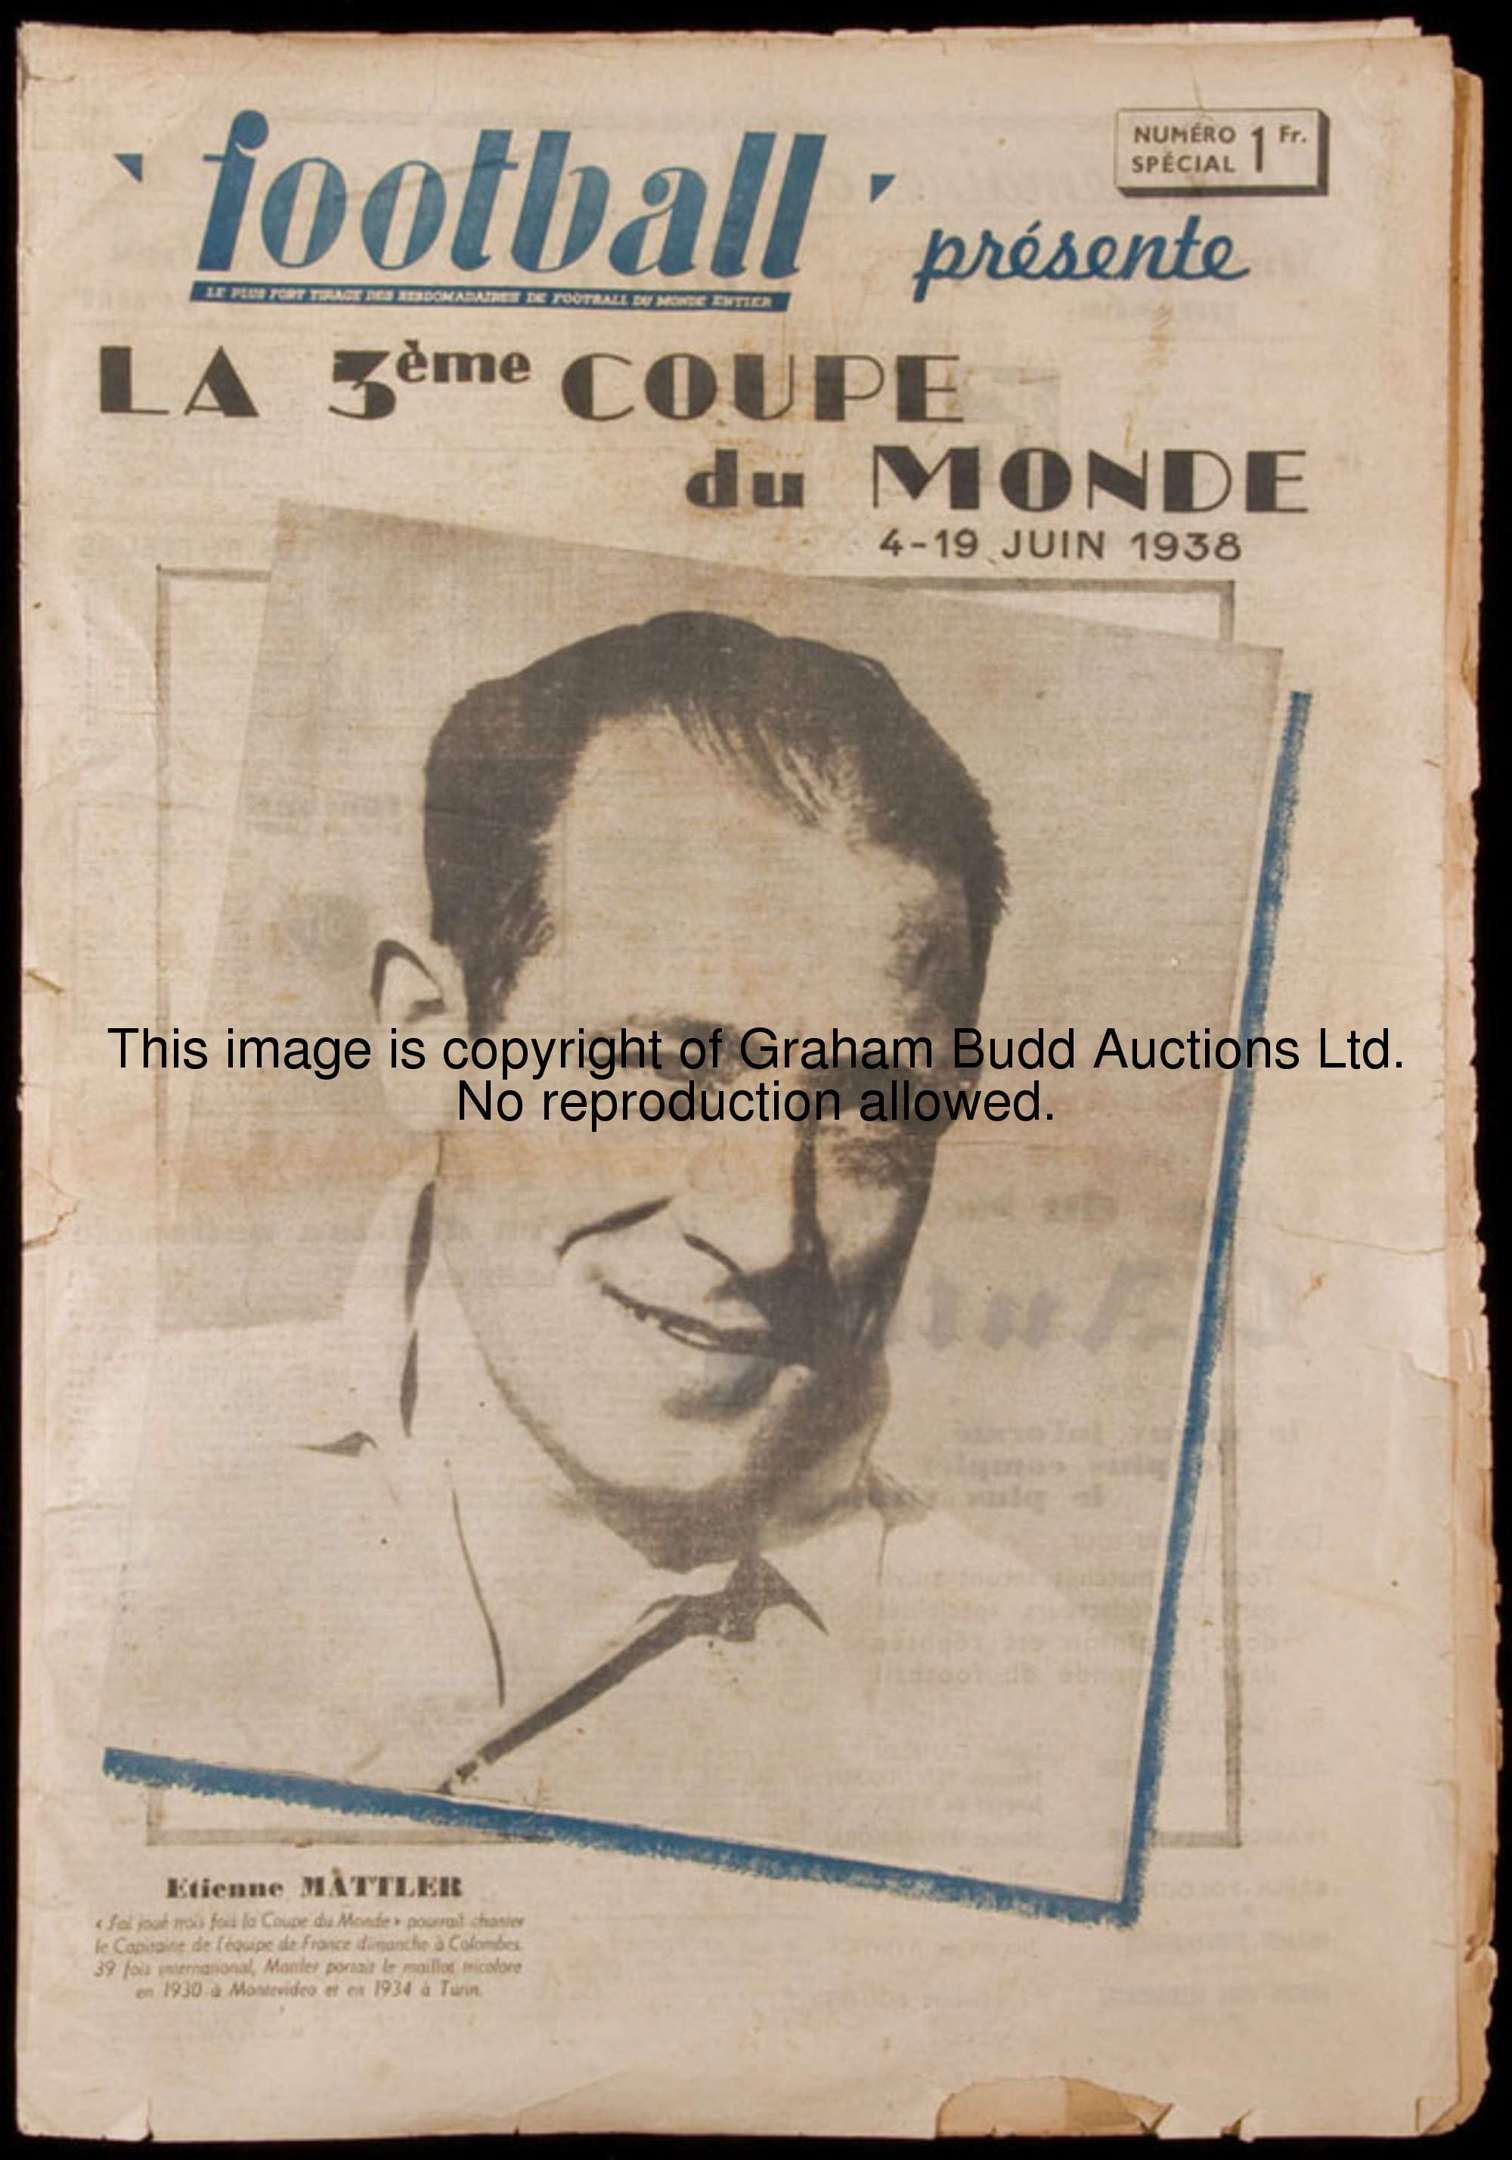 NUMÉRO SPÉCIAL 1 Fr.
' football ' présente
LE PLUS FORT TIRAGE DES HEBDOMADAIRES DE FOOTBALL DU MONDE ENTIER
LA 3ème COUPE
du MONDE
4-19 JUIN 1938
This image is copyright of Graham Budd Auctions Ltd.
No reproduction allowed.
Etienne MATTLER
« J'ai joué trois fois la Coupe du Monde » pourrait chanter
le Capitaine de l'équipe de France dimanche à Colombes.
39 fois international, Mattler portait le maillot tricolore
en 1930 à Montevideo et en 1934 à Turin.